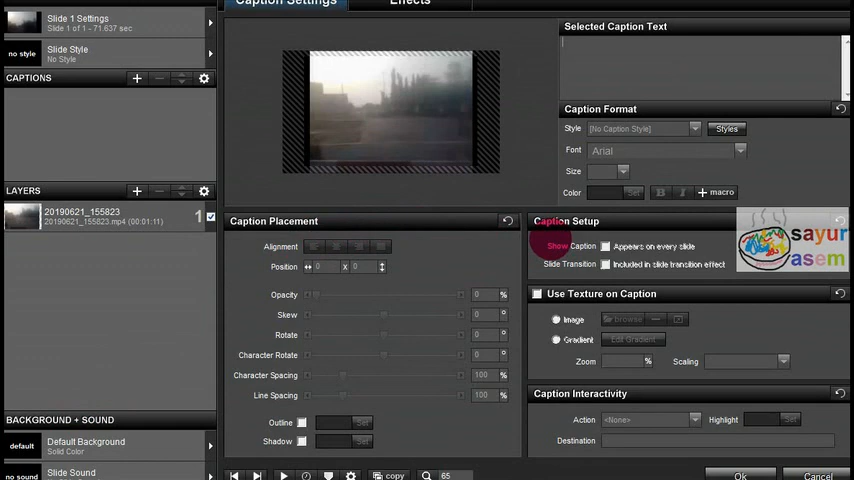 Caption Settings
Effects
Slide 1 Settings
Slide 1 of 1 - 71.637 sec
no style
Slide Style
No Style
CAPTIONS
LAYERS
20190621_155823
20190621_155823.mp4 (00:01:11)
1
BACKGROUND + SOUND
default
Default Background
Solid Color
no sound
Slide Sound
No Sound
Selected Caption Text
Caption Format
Style
[No Caption Style]
Styles
Font
Arial
Size
Color
Set
B
I
macro
Caption Placement
Alignment
Position
0
x
0
Opacity
0
%
Skew
0
°
Rotate
0
°
Character Rotate
0
°
Character Spacing
100
%
Line Spacing
100
%
Outline
Set
Shadow
Set
Caption Setup
Show Caption
Appears on every slide
Slide Transition
Included in slide transition effect
sayur
asem
Use Texture on Caption
Image
Browse
Gradient
Edit Gradient
Zoom
%
Scaling
Caption Interactivity
Action
<None>
Highlight
Set
Destination
copy
65
Ok
Cancel